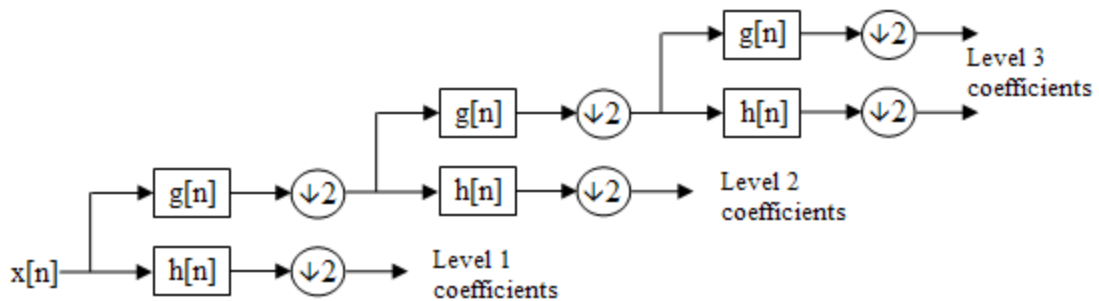 g[n] ↓2
Level 3
coefficients
g[n] ↓2 h[n] ↓2
g[n] ↓2 h[n] ↓2
Level 2
coefficients
x[n] h[n] ↓2
Level 1
coefficients